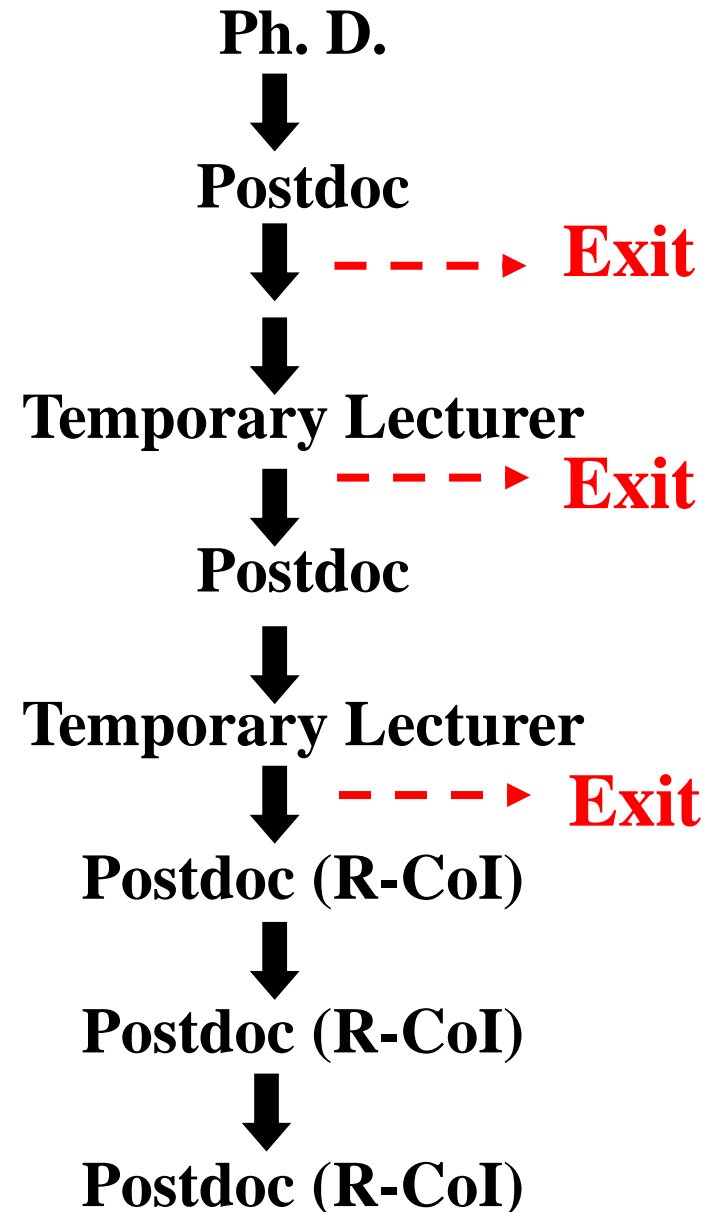 Ph. D.
Postdoc
Exit
Temporary Lecturer
Exit
Postdoc
Temporary Lecturer
Exit
Postdoc (R-CoI)
Postdoc (R-CoI)
Postdoc (R-CoI)